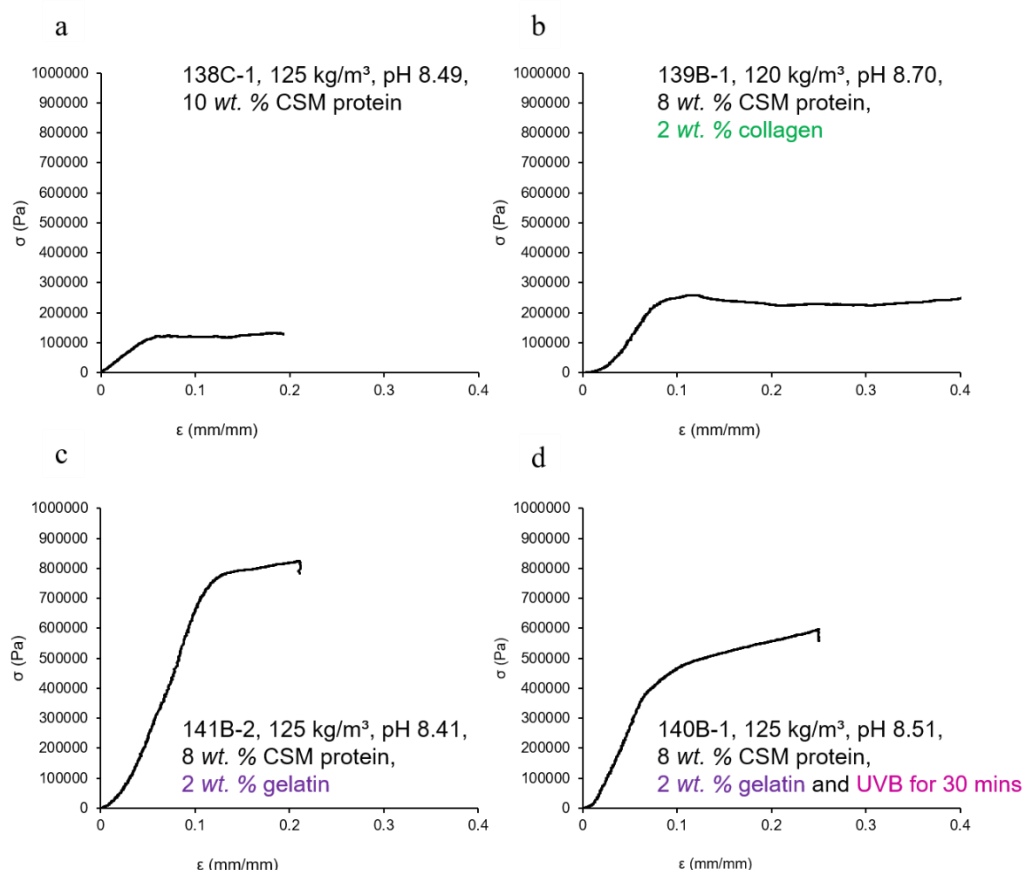 a
138C-1, 125 kg/m³, pH 8.49,
10 wt. % CSM protein
1000000
900000
800000
700000
600000
500000
400000
300000
200000
100000
0
σ (Pa)
0 0.1 0.2 0.3 0.4
ε (mm/mm)
b
139B-1, 120 kg/m³, pH 8.70,
8 wt. % CSM protein,
2 wt. % collagen
1000000
900000
800000
700000
600000
500000
400000
300000
200000
100000
0
σ (Pa)
0 0.1 0.2 0.3 0.4
ε (mm/mm)
c
1000000
900000
800000
700000
600000
500000
400000
300000
200000
100000
0
σ (Pa)
141B-2, 125 kg/m³, pH 8.41,
8 wt. % CSM protein,
2 wt. % gelatin
0 0.1 0.2 0.3 0.4
ε (mm/mm)
d
1000000
900000
800000
700000
600000
500000
400000
300000
200000
100000
0
σ (Pa)
140B-1, 125 kg/m³, pH 8.51,
8 wt. % CSM protein,
2 wt. % gelatin and UVB for 30 mins
0 0.1 0.2 0.3 0.4
ε (mm/mm)